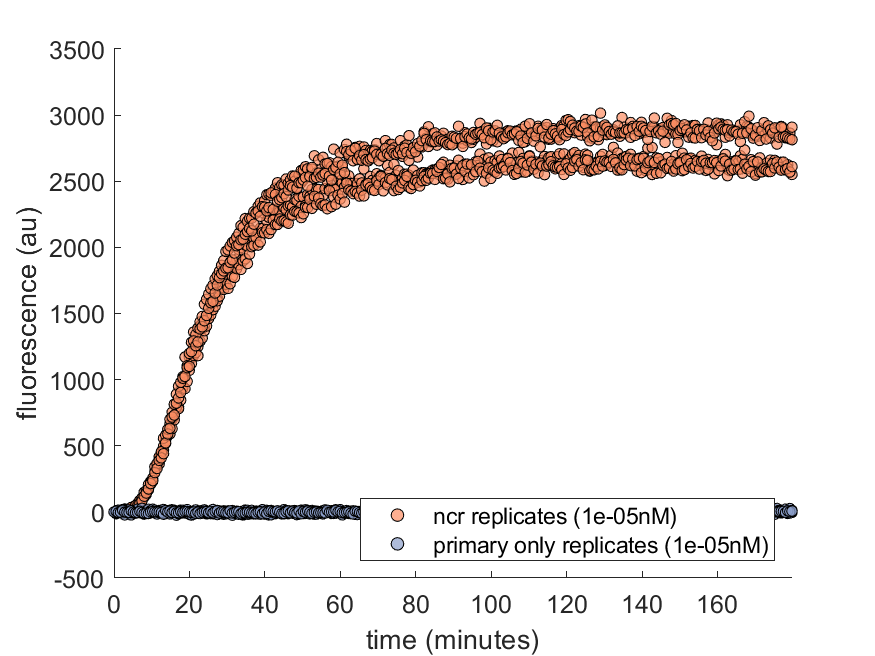 3500
3000
2500
2000
1500
1000
500
0
-500
fluorescence (au)
ncr replicates (1e-05nM)
primary only replicates (1e-05nM)
0 20 40 60 80 100 120 140 160
time (minutes)